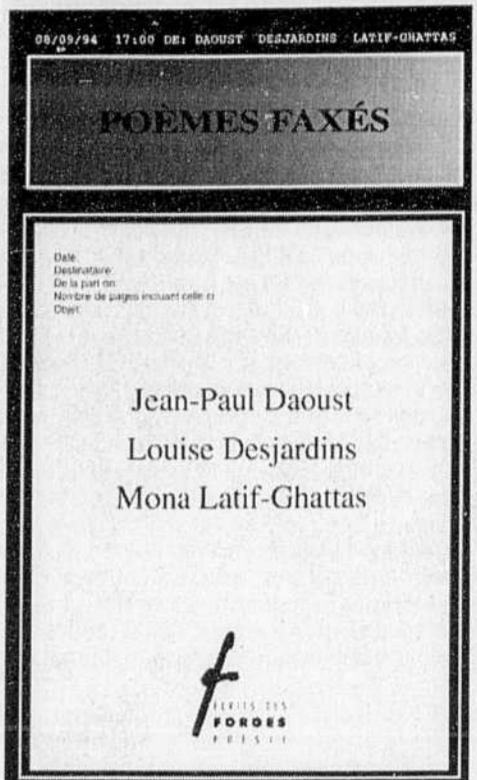 08/09/94 17:00 DE: DAOUST DESJARDINS LATIF-GHATTAS
POÈMES FAXÉS
Date:
Destinataire:
De la part
Nombre de pages incluant celle ci
Objet:
Jean-Paul Daoust
Louise Desjardins
Mona Latif-Ghattas
ÉCRITS DES
FORGES
POÉSIE